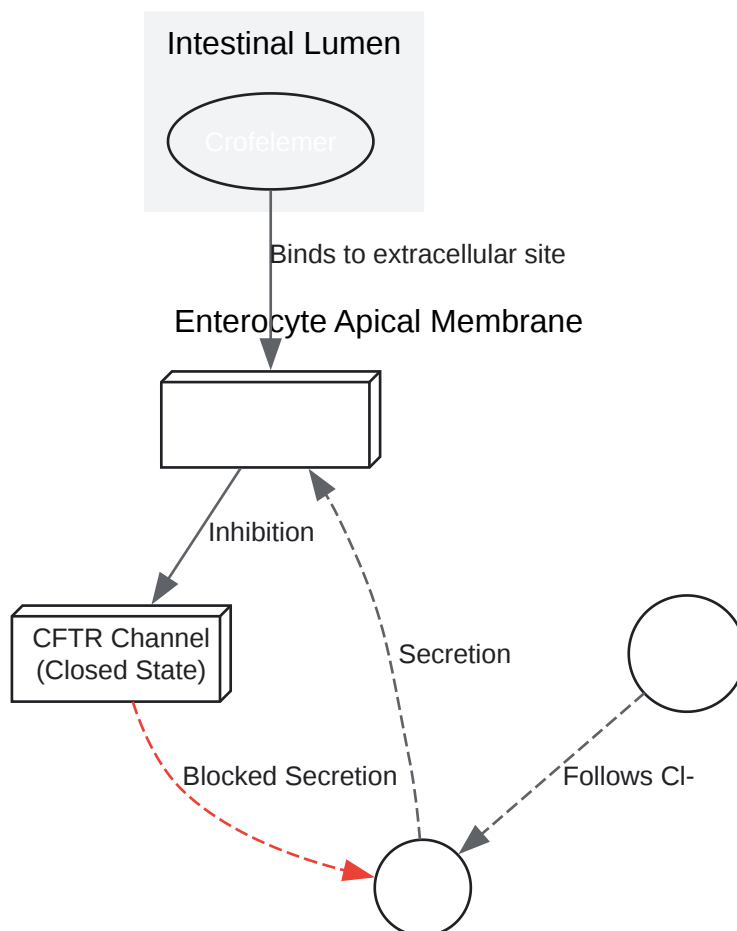 Intestinal Lumen
Crofelemer
Binds to extracellular site
Enterocyte Apical Membrane
Inhibition
CFTR Channel
(Closed State)
Secretion
Blocked Secretion
Follows Cl-